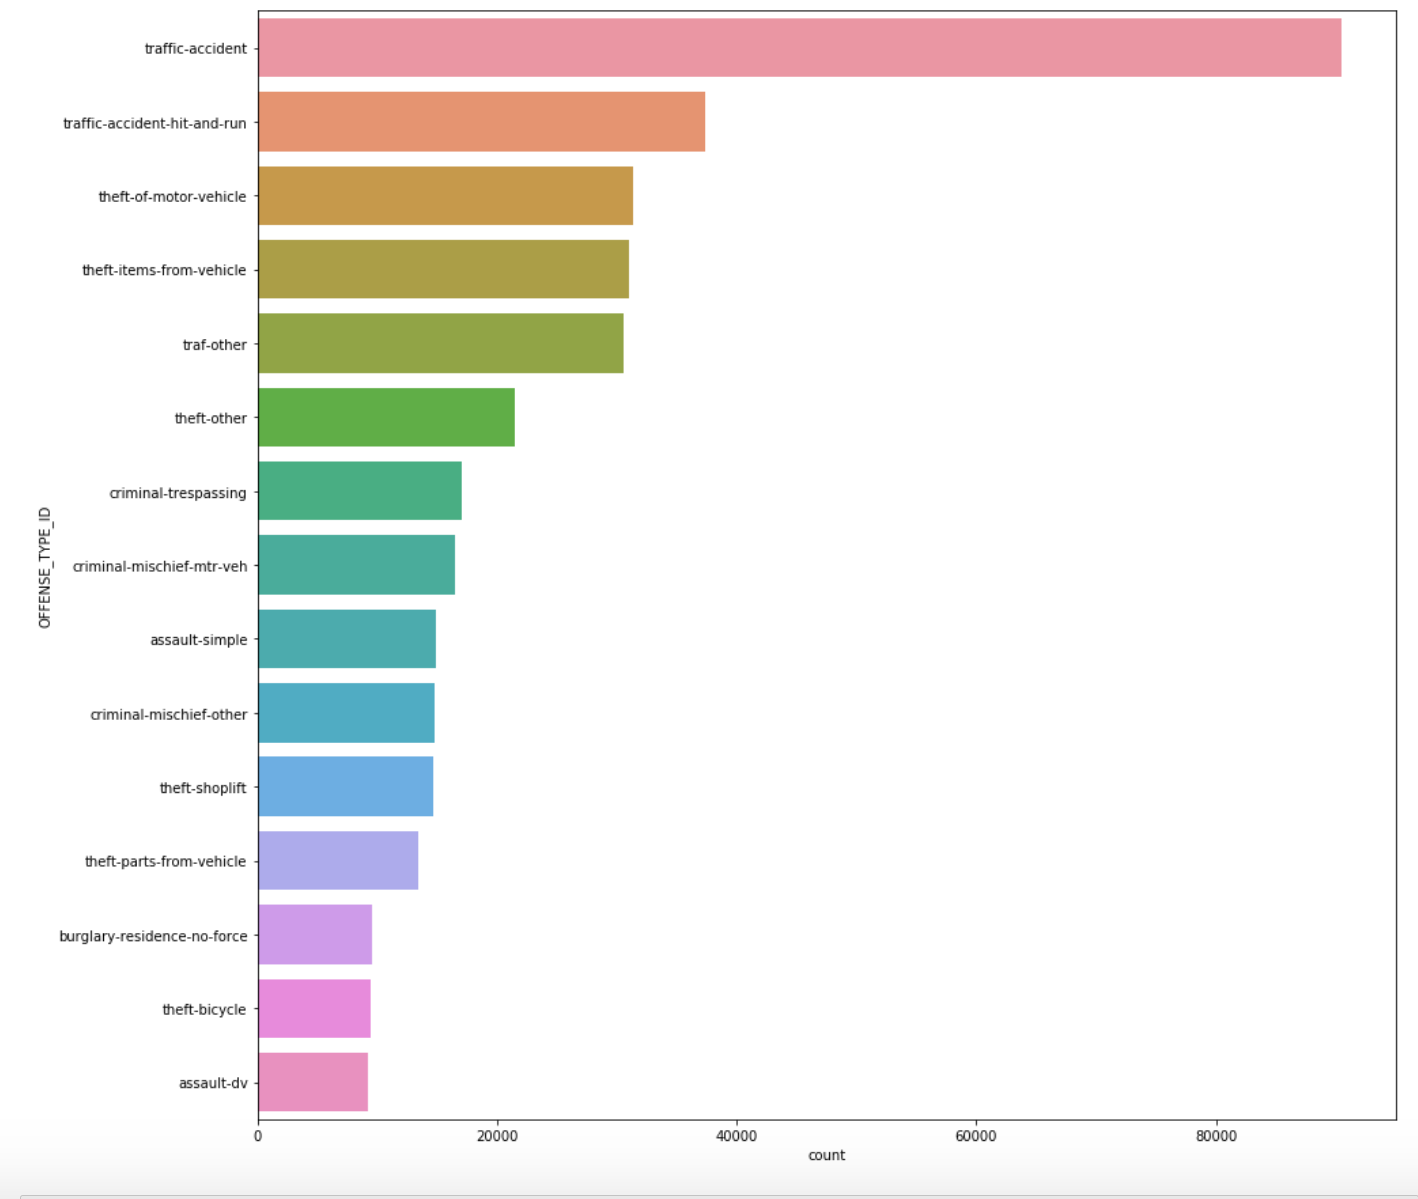 traffic-accident
traffic-accident-hit-and-run
theft-of-motor-vehicle
theft-items-from-vehicle
traf-other
theft-other
criminal-trespassing
criminal-mischief-mtr-veh
assault-simple
criminal-mischief-other
theft-shoplift
theft-parts-from-vehicle
burglary-residence-no-force
theft-bicycle
assault-dv
OFFENSE_TYPE_ID
0 20000 40000 60000 80000
count